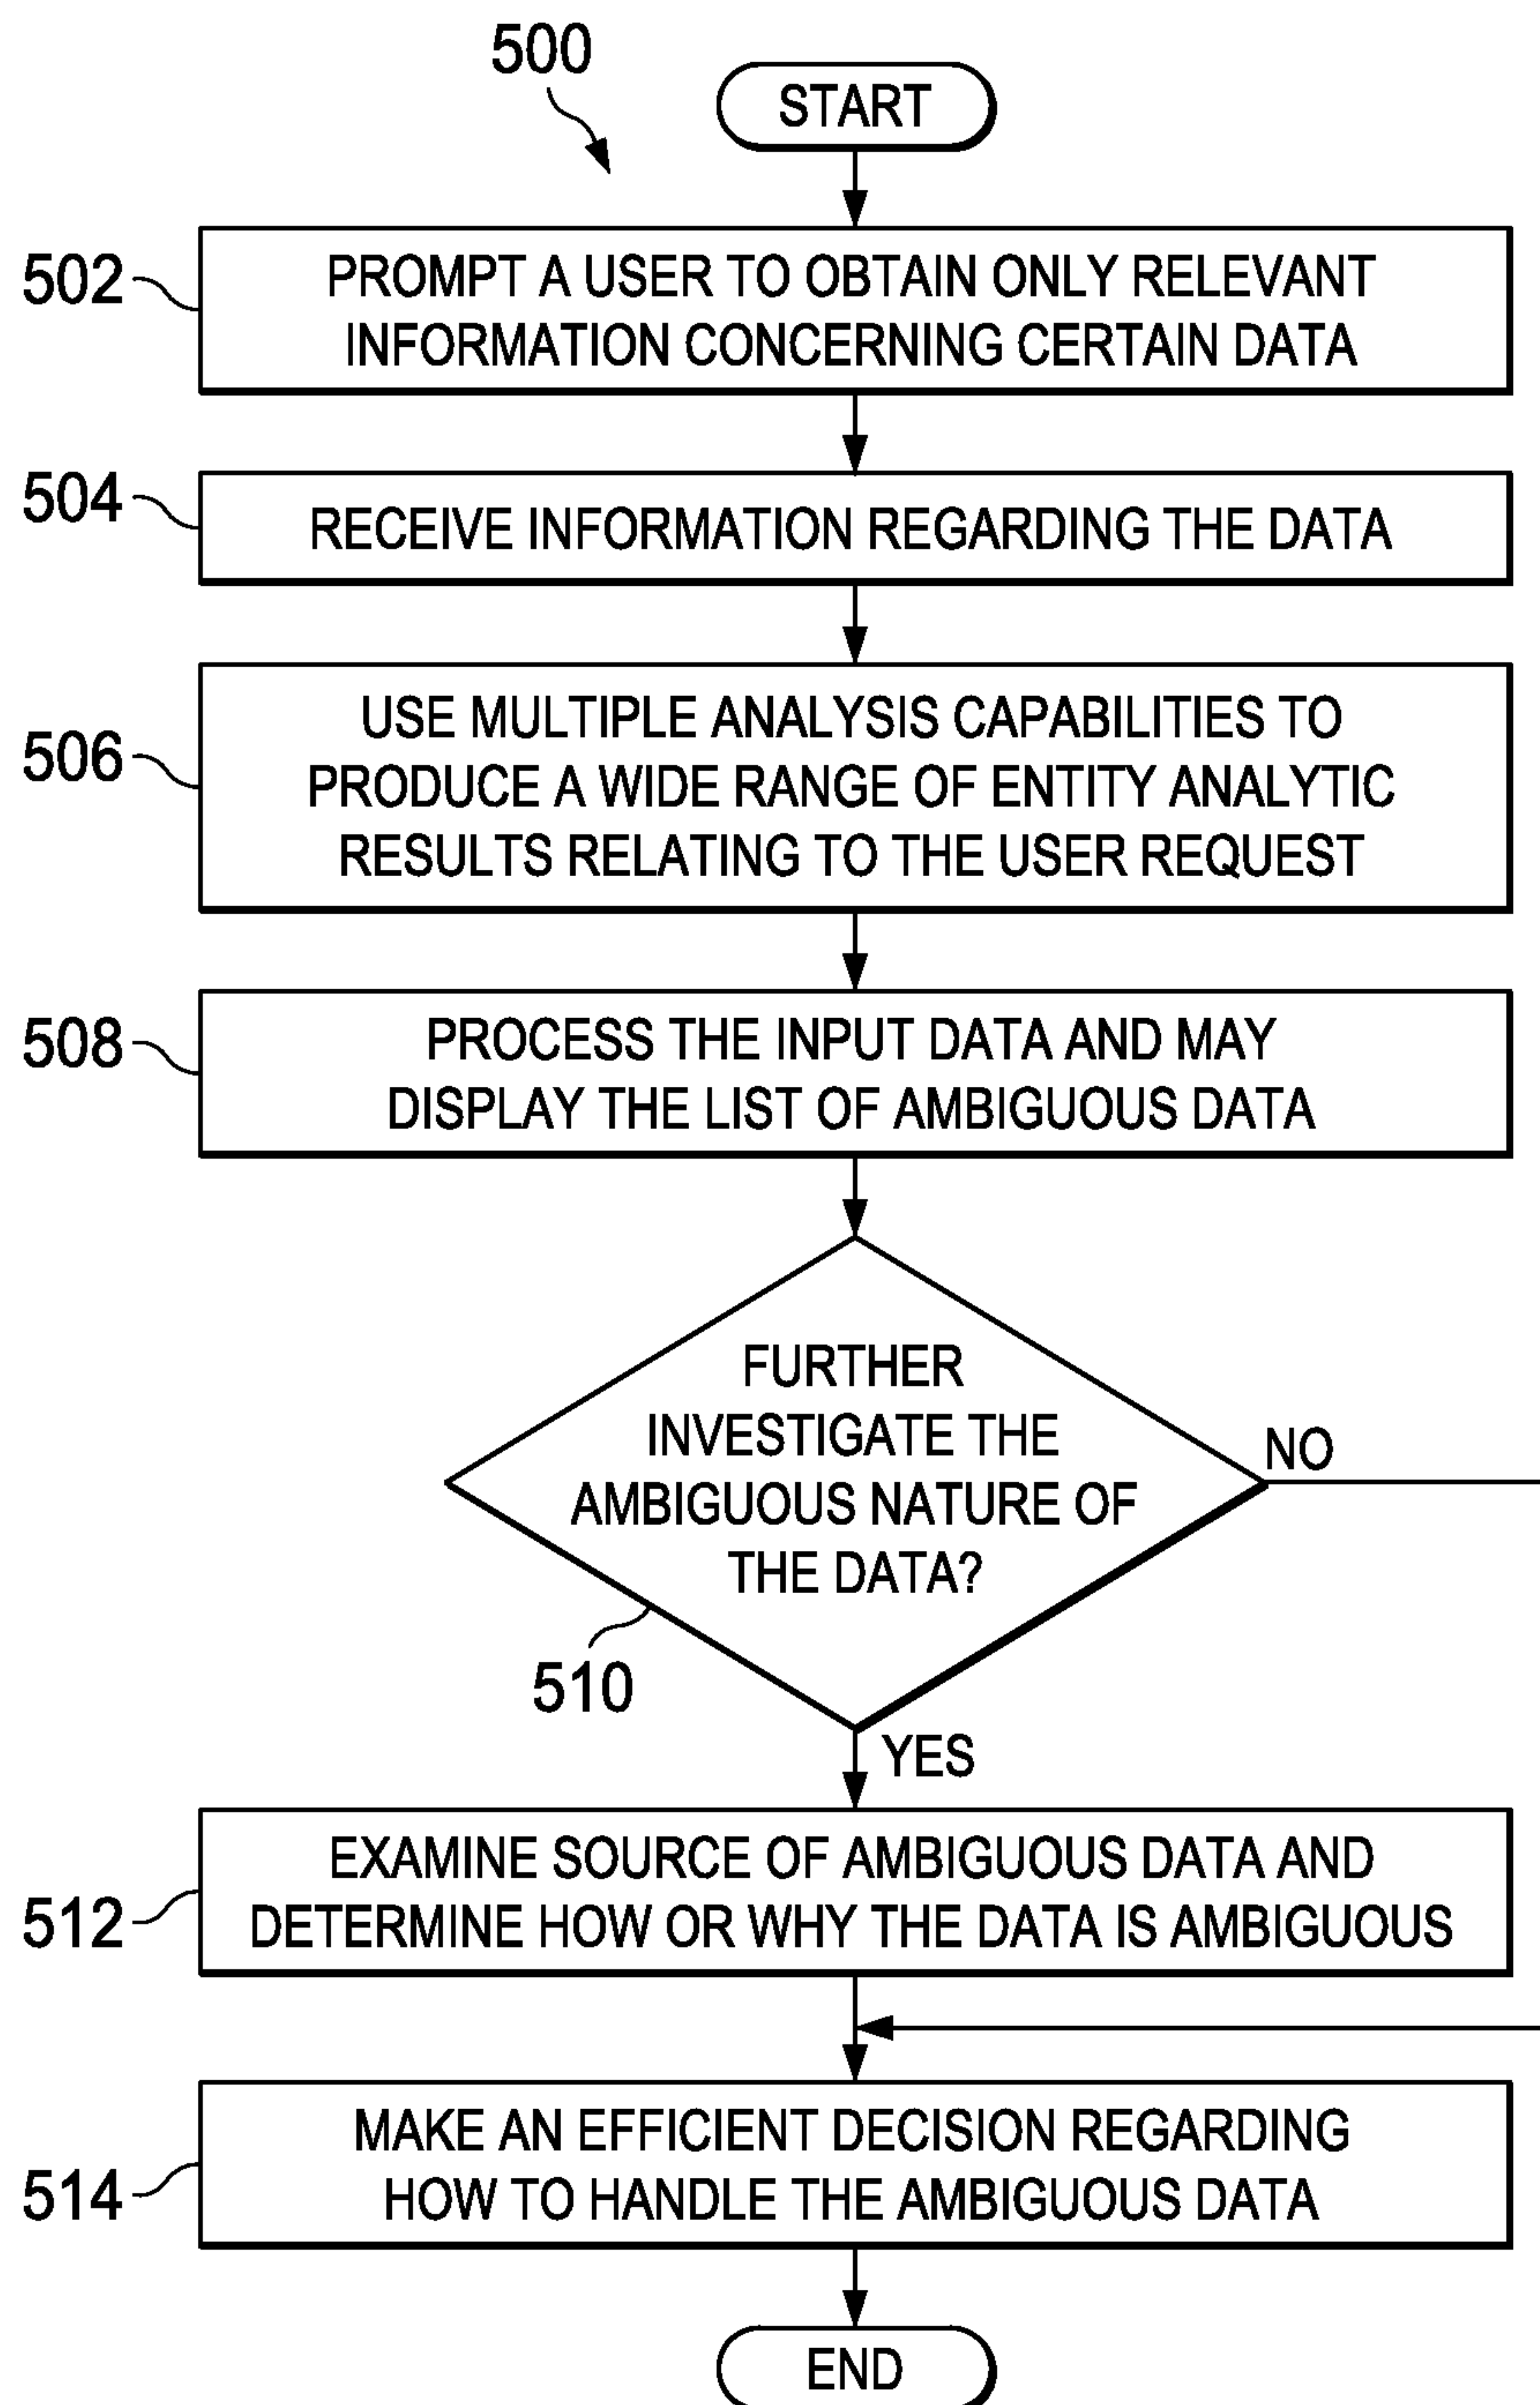 500
START
502
PROMPT A USER TO OBTAIN ONLY RELEVANT
INFORMATION CONCERNING CERTAIN DATA
504
RECEIVE INFORMATION REGARDING THE DATA
506
USE MULTIPLE ANALYSIS CAPABILITIES TO
PRODUCE A WIDE RANGE OF ENTITY ANALYTIC
RESULTS RELATING TO THE USER REQUEST
508
PROCESS THE INPUT DATA AND MAY
DISPLAY THE LIST OF AMBIGUOUS DATA
FURTHER
INVESTIGATE THE
AMBIGUOUS NATURE OF
THE DATA?
NO
510
YES
512
EXAMINE SOURCE OF AMBIGUOUS DATA AND
DETERMINE HOW OR WHY THE DATA IS AMBIGUOUS
514
MAKE AN EFFICIENT DECISION REGARDING
HOW TO HANDLE THE AMBIGUOUS DATA
END